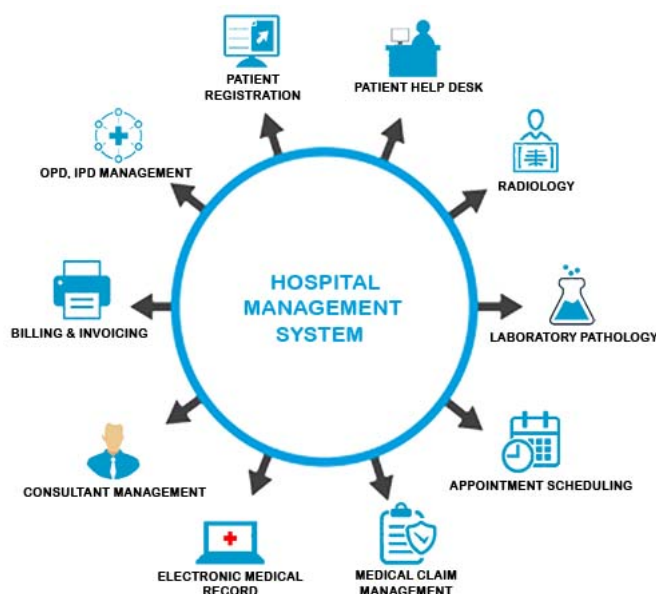 PATIENT
REGISTRATION
PATIENT HELP DESK
OPD, IPD MANAGEMENT
RADIOLOGY
HOSPITAL
MANAGEMENT
SYSTEM
BILLING & INVOICING
LABORATORY PATHOLOGY
CONSULTANT MANAGEMENT
APPOINTMENT SCHEDULING
ELECTRONIC MEDICAL
RECORD
MEDICAL CLAIM
MANAGEMENT